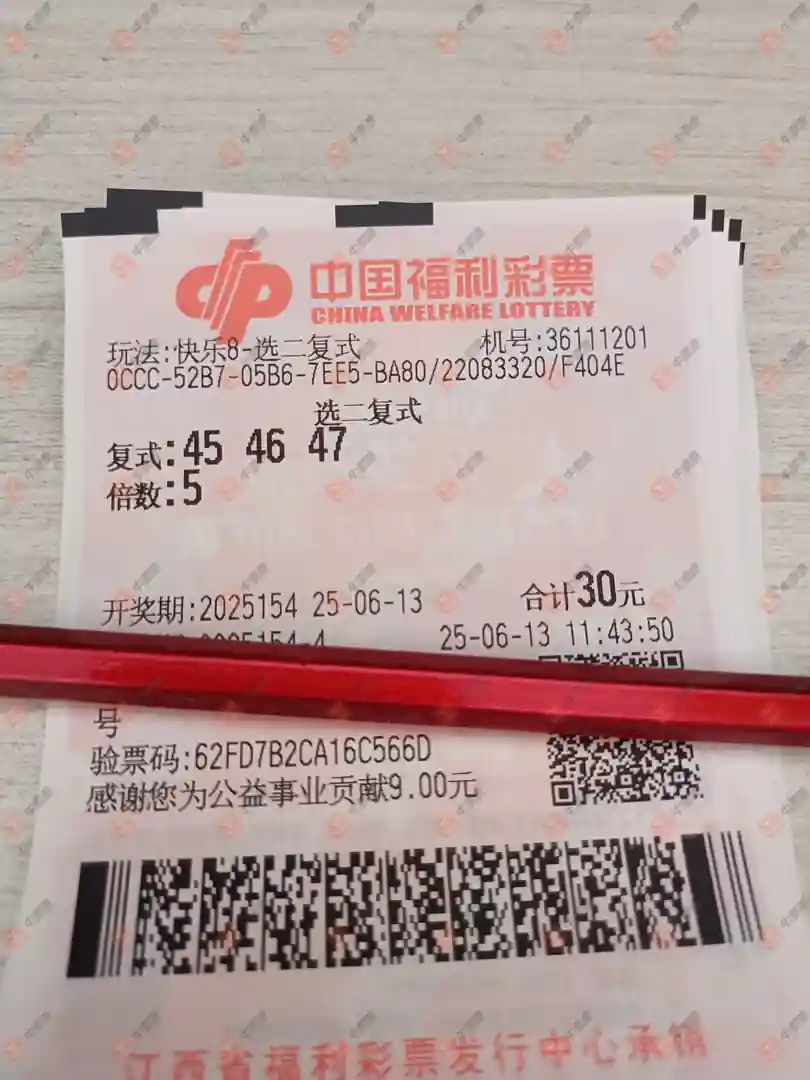 中国福利彩票
CHINA WELFARE LOTTERY
玩法:快乐8-选二复式 机号:36111201
0CCC-52B7-05B6-7EE5-BA80/22083320/F404E
选二复式
复式:45 46 47
倍数:5
开奖期:2025154 25-06-13 合计30元
2025154-4 25-06-13 11:43:50
号
验票码:62FD7B2CA16C566D
感谢您为公益事业贡献9.00元
江西省福利彩票发行中心承销